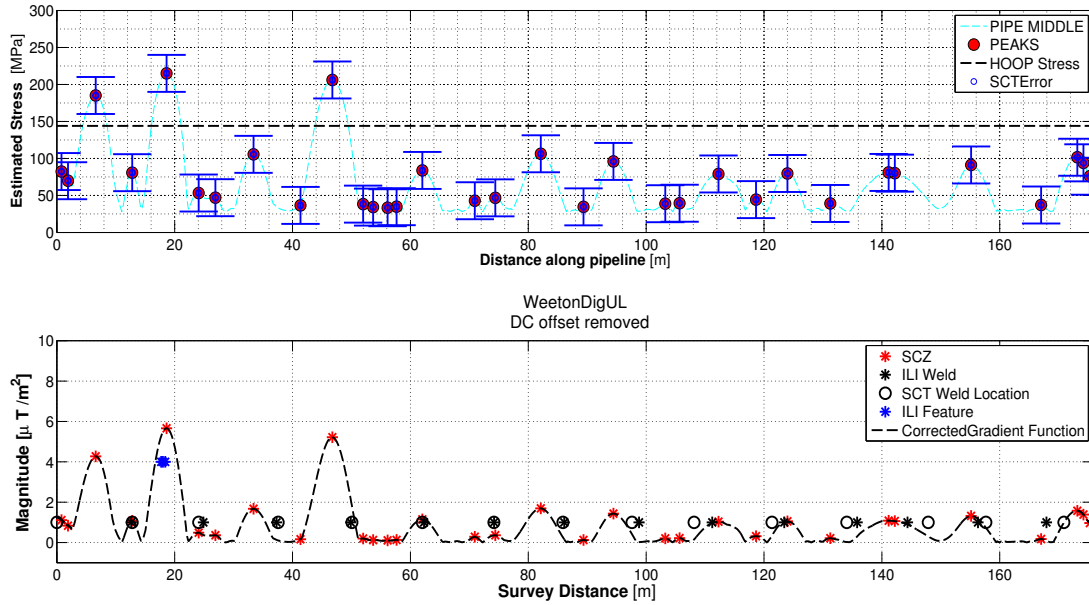 300
250
200
150
100
50
0
Estimated Stress [MPa]
PIPE MIDDLE
PEAKS
HOOP Stress
SCTError
0 20 40 60 80 100 120 140 160
Distance along pipeline [m]
WeetonDigUL
DC offset removed
10
8
6
4
2
0
Magnitude [μ T /m²]
SCZ
ILI Weld
SCT Weld Location
ILI Feature
CorrectedGradient Function
0 20 40 60 80 100 120 140 160
Survey Distance [m]